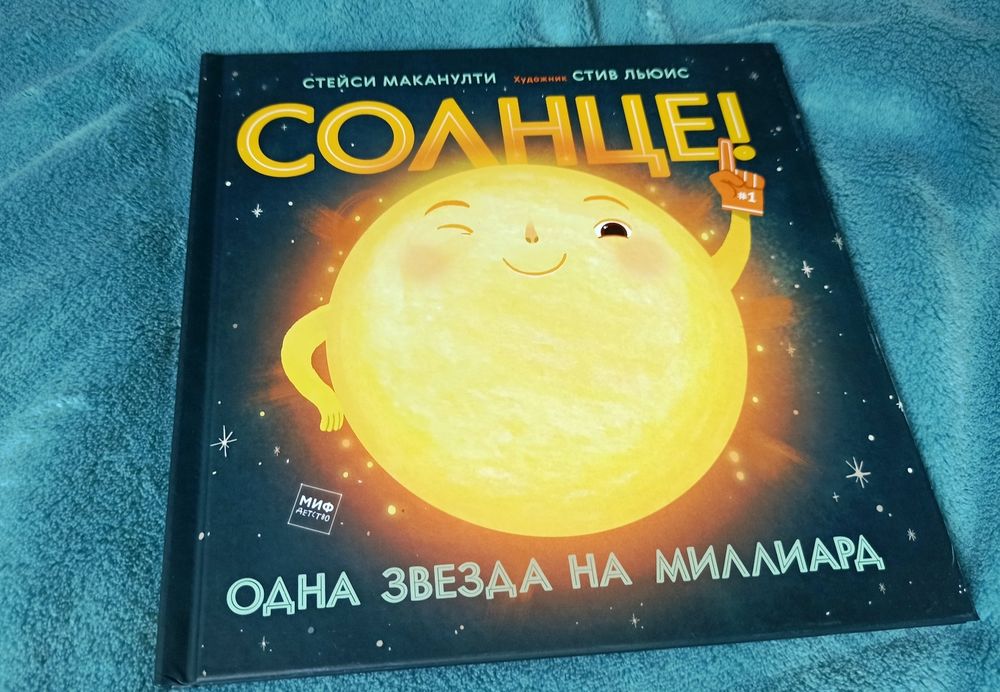 СТЕЙСИ МАКАНУЛТИ Художник СТИВ ЛЬЮИС
СОЛНЦЕ!
#1
МИФ
ДЕТСТВО
ОДНА ЗВЕЗДА НА МИЛЛИАРД